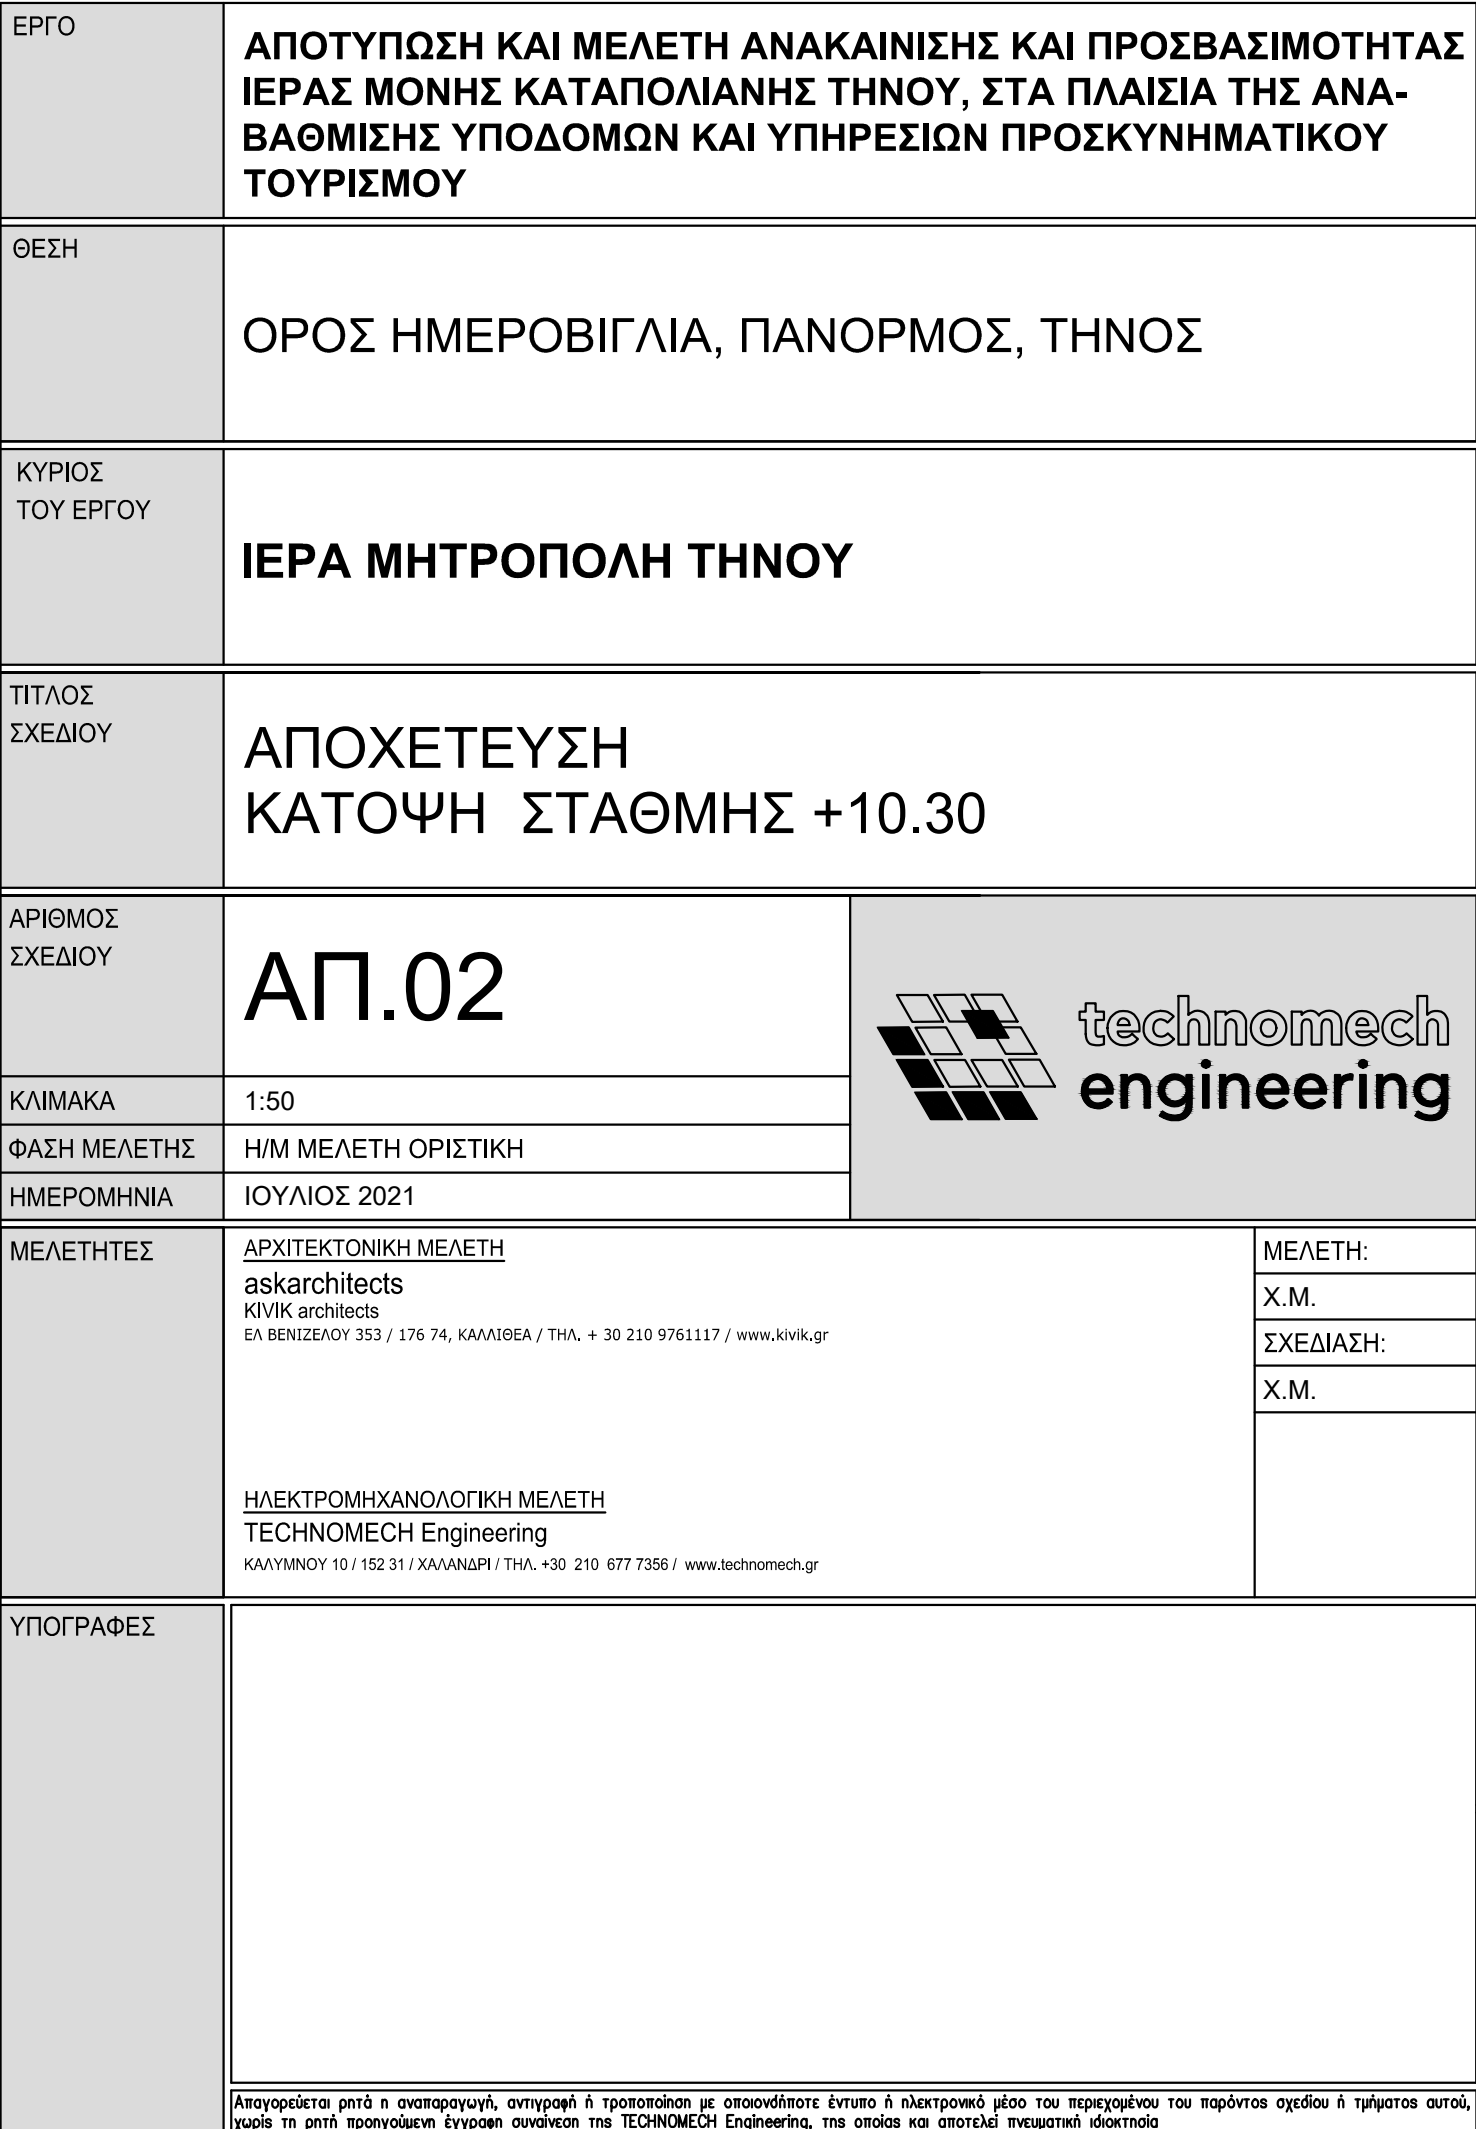 ΕΡΓΟ
ΑΠΟΤΥΠΩΣΗ ΚΑΙ ΜΕΛΕΤΗ ΑΝΑΚΑΙΝΙΣΗΣ ΚΑΙ ΠΡΟΣΒΑΣΙΜΟΤΗΤΑΣ
ΙΕΡΑΣ ΜΟΝΗΣ ΚΑΤΑΠΟΛΙΑΝΗΣ ΤΗΝΟΥ, ΣΤΑ ΠΛΑΙΣΙΑ ΤΗΣ ΑΝΑ-
ΒΑΘΜΙΣΗΣ ΥΠΟΔΟΜΩΝ ΚΑΙ ΥΠΗΡΕΣΙΩΝ ΠΡΟΣΚΥΝΗΜΑΤΙΚΟΥ
ΤΟΥΡΙΣΜΟΥ
ΘΕΣΗ
ΟΡΟΣ ΗΜΕΡΟΒΙΓΛΙΑ, ΠΑΝΟΡΜΟΣ, ΤΗΝΟΣ
ΚΥΡΙΟΣ
ΤΟΥ ΕΡΓΟΥ
ΙΕΡΑ ΜΗΤΡΟΠΟΛΗ ΤΗΝΟΥ
ΤΙΤΛΟΣ
ΣΧΕΔΙΟΥ
ΑΠΟΧΕΤΕΥΣΗ
ΚΑΤΟΨΗ ΣΤΑΘΜΗΣ +10.30
ΑΡΙΘΜΟΣ
ΣΧΕΔΙΟΥ
ΑΠ.02
technomech
engineering
ΚΛΙΜΑΚΑ
1:50
ΦΑΣΗ ΜΕΛΕΤΗΣ
Η/Μ ΜΕΛΕΤΗ ΟΡΙΣΤΙΚΗ
ΗΜΕΡΟΜΗΝΙΑ
ΙΟΥΛΙΟΣ 2021
ΜΕΛΕΤΗΤΕΣ
ΑΡΧΙΤΕΚΤΟΝΙΚΗ ΜΕΛΕΤΗ
askarchitects
KIVIK architects
ΕΛ ΒΕΝΙΖΕΛΟΥ 353 / 176 74, ΚΑΛΛΙΘΕΑ / ΤΗΛ. + 30 210 9761117 / www.kivik.gr
ΜΕΛΕΤΗ:
Χ.Μ.
ΣΧΕΔΙΑΣΗ:
Χ.Μ.
ΗΛΕΚΤΡΟΜΗΧΑΝΟΛΟΓΙΚΗ ΜΕΛΕΤΗ
TECHNOMECH Engineering
ΚΑΛΥΜΝΟΥ 10 / 152 31 / ΧΑΛΑΝΔΡΙ / ΤΗΛ. +30 210 677 7356 / www.technomech.gr
ΥΠΟΓΡΑΦΕΣ
Απαγορεύεται ρητά η αναπαραγωγή, αντιγραφή ή τροποποίηση με οποιονδήποτε έντυπο ή ηλεκτρονικό μέσο του περιεχομένου του παρόντος σχεδίου ή τμήματος αυτού,
χωρίς τη ρητή προηγούμενη έγγραφη συναίνεση της TECHNOMECH Engineering, της οποίας και αποτελεί πνευματική ιδιοκτησία